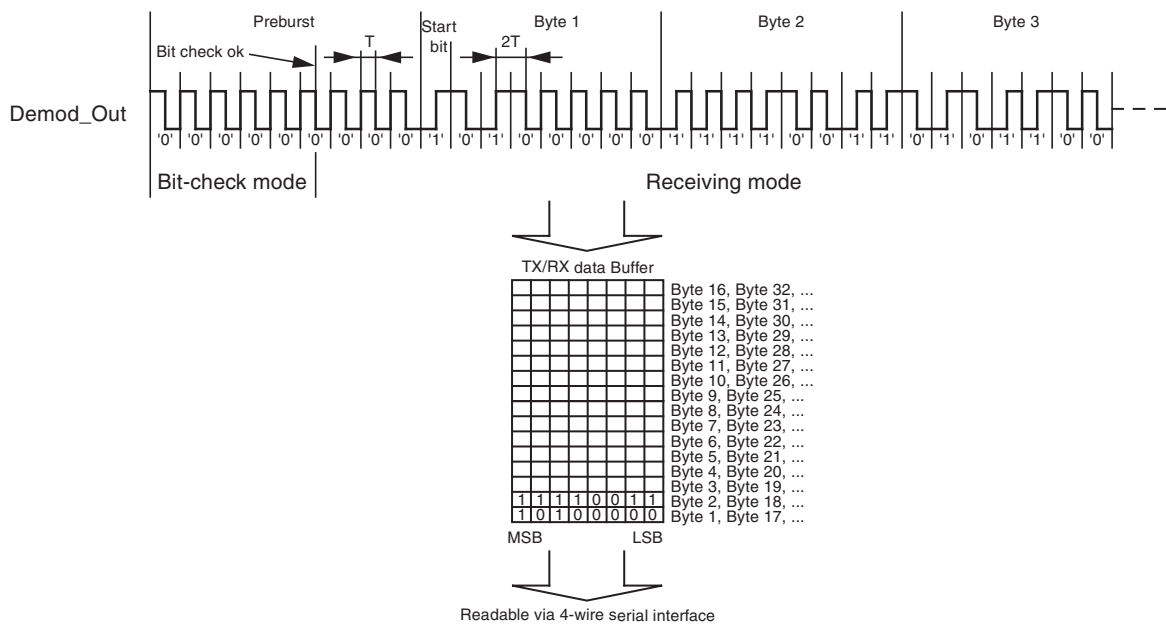 Preburst
Start bit
Byte 1
Byte 2
Byte 3
Bit check ok
T
2T
Demod_Out
'0' '0' '0' '0' '0' '0' '0' '0' '0' '1' '0' '1' '0' '0' '0' '0' '0' '1' '1' '1' '1' '0' '0' '1' '1' '0' '1' '0' '1' '1' '0' '0'
Bit-check mode
Receiving mode
TX/RX data Buffer
Byte 16, Byte 32, ...
Byte 15, Byte 31, ...
Byte 14, Byte 30, ...
Byte 13, Byte 29, ...
Byte 12, Byte 28, ...
Byte 11, Byte 27, ...
Byte 10, Byte 26, ...
Byte 9, Byte 25, ...
Byte 8, Byte 24, ...
Byte 7, Byte 23, ...
Byte 6, Byte 22, ...
Byte 5, Byte 21, ...
Byte 4, Byte 20, ...
Byte 3, Byte 19, ...
1 1 1 1 0 0 1 1 Byte 2, Byte 18, ...
1 0 1 0 0 0 0 0 Byte 1, Byte 17, ...
MSB LSB
Readable via 4-wire serial interface